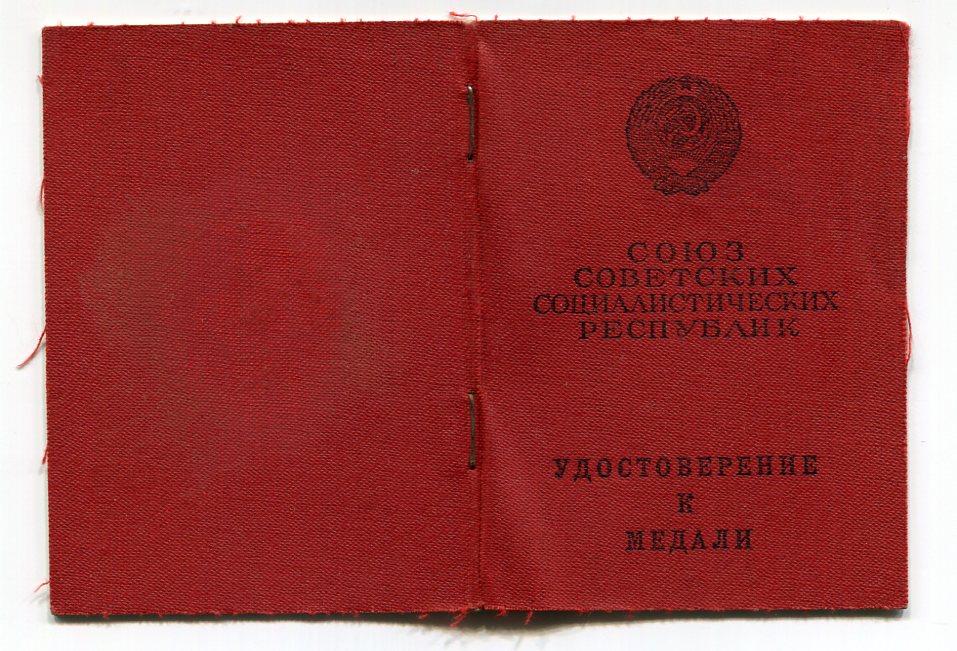 СОЮЗ
СОВЕТСКИХ
СОЦИАЛИСТИЧЕСКИХ
РЕСПУБЛИК
УДОСТОВЕРЕНИЕ
К
МЕДАЛИ